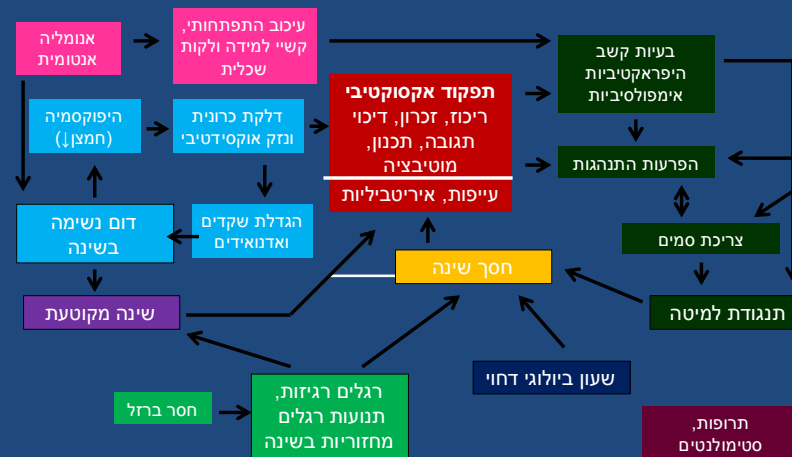 אנומליה
אנטומית
עיכוב התפתחותי,
קשיי למידה ולקות
שכלית
בעיות קשב
היפראקטיביות
אימפולסיביות
היפוקסמיה
(חמצן↓)
דלקת כרונית
ונזק אוקסידטיבי
תפקוד אקסוקטיבי
ריכוז, זכרון, דיכוי
תגובה, תכנון,
מוטיבציה
עייפות, איריטביליות
הפרעות התנהגות
דום נשימה
בשינה
הגדלת שקדים
ואדנואידים
צריכת סמים
חסך שינה
שינה מקוטעת
תנגודת למיטה
שעון ביולוגי דחוי
חסר ברזל
רגלים רגיזות,
תנועות רגלים
מחזוריות בשינה
תרופות,
סטימולנטים